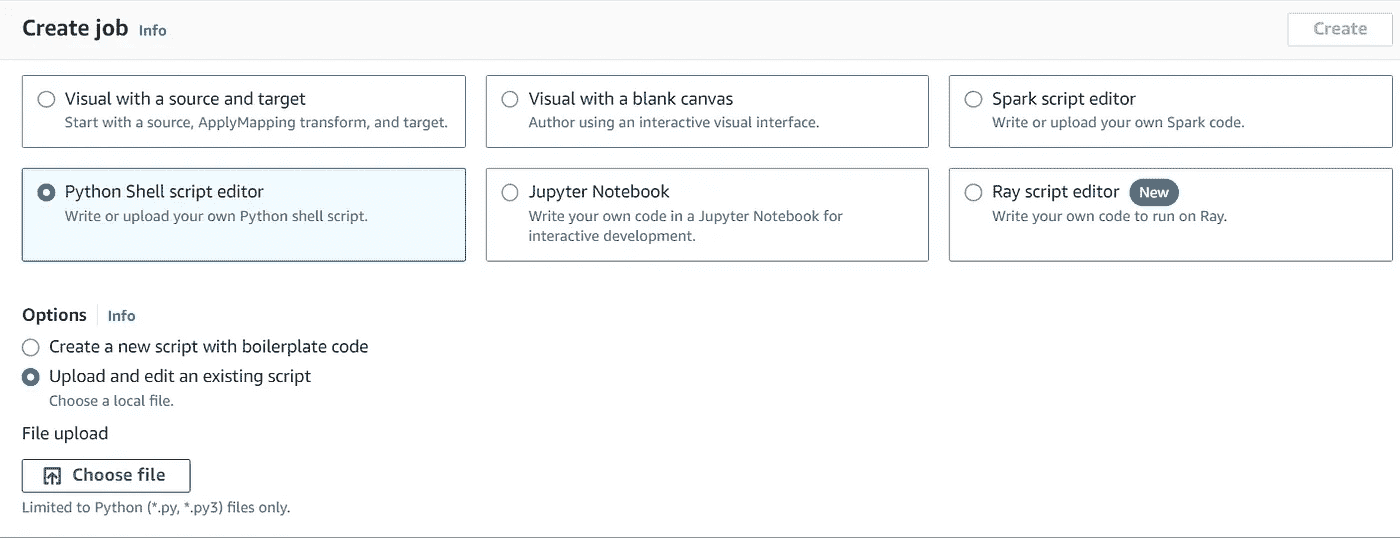 Create job Info
Create
Visual with a source and target
Start with a source, ApplyMapping transform, and target.
Visual with a blank canvas
Author using an interactive visual interface.
Spark script editor
Write or upload your own Spark code.
Python Shell script editor
Write or upload your own Python shell script.
Jupyter Notebook
Write your own code in a Jupyter Notebook for
interactive development.
Ray script editor New
Write your own code to run on Ray.
Options Info
Create a new script with boilerplate code
Upload and edit an existing script
Choose a local file.
File upload
Choose file
Limited to Python (*.py, *.py3) files only.